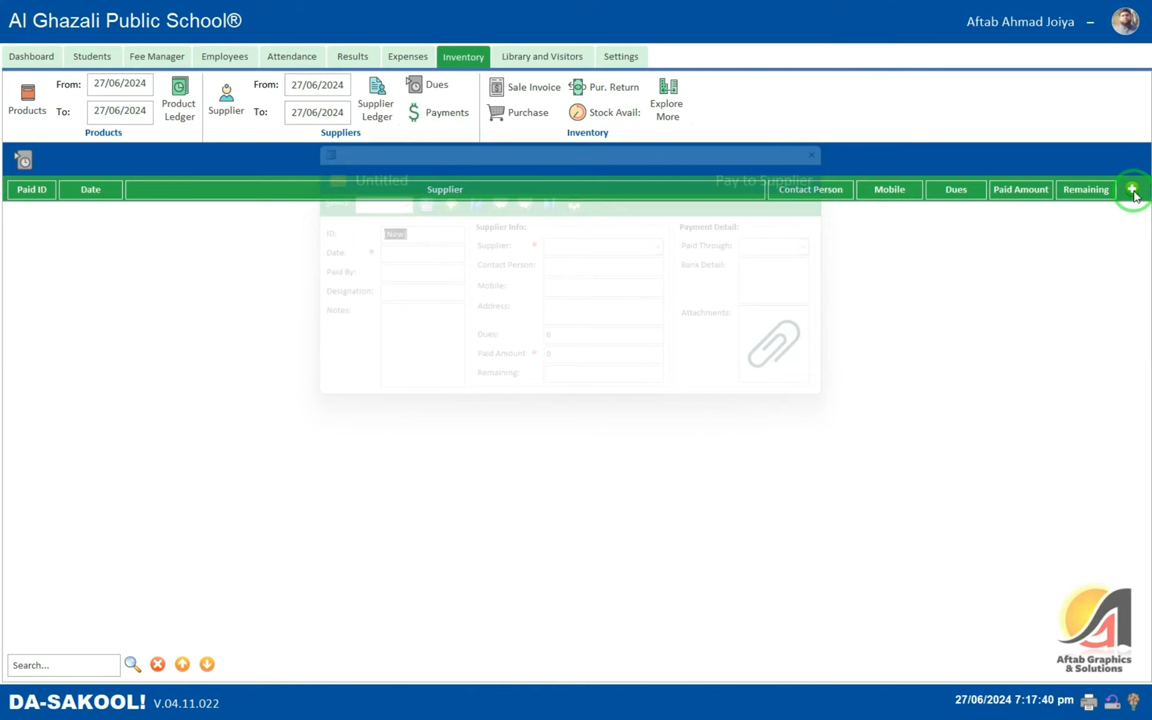 Al Ghazali Public School®
Aftab Ahmad Joiya
Dashboard Students Fee Manager Employees Attendance Results Expenses Inventory Library and Visitors Settings
Products
From: 27/06/2024
To: 27/06/2024
Product Ledger
Products
Supplier
From: 27/06/2024
To: 27/06/2024
Supplier Ledger
Dues
Payments
Suppliers
Sale Invoice
Pur. Return
Purchase
Stock Avail:
Explore More
Inventory
Paid ID Date Supplier Contact Person Mobile Dues Paid Amount Remaining
Untitled
Pay to Supplier
ID: (New)
Date: *
Paid By:
Designation:
Notes:
Supplier Info:
Supplier: *
Contact Person:
Mobile:
Address:
Dues: 0
Paid Amount * 0
Remaining:
Payment Detail:
Paid Through:
Bank Detail:
Attachments:
Aftab Graphics
& Solutions
Search...
DA-SAKOOL! V.04.11.022
27/06/2024 7:17:40 pm